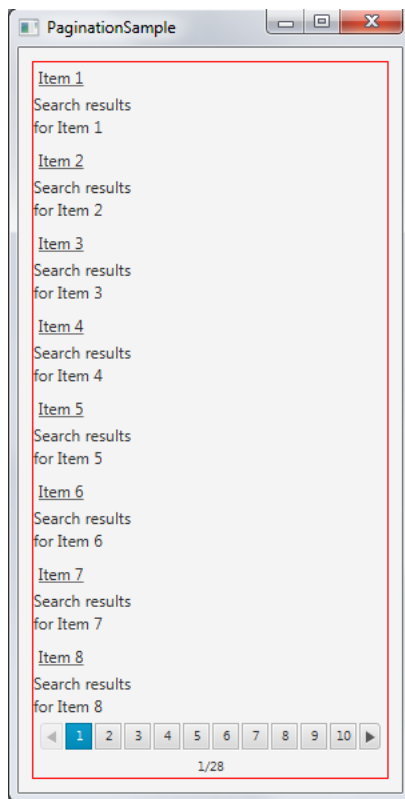 PaginationSample
Item 1
Search results
for Item 1
Item 2
Search results
for Item 2
Item 3
Search results
for Item 3
Item 4
Search results
for Item 4
Item 5
Search results
for Item 5
Item 6
Search results
for Item 6
Item 7
Search results
for Item 7
Item 8
Search results
for Item 8
1 2 3 4 5 6 7 8 9 10
1/28